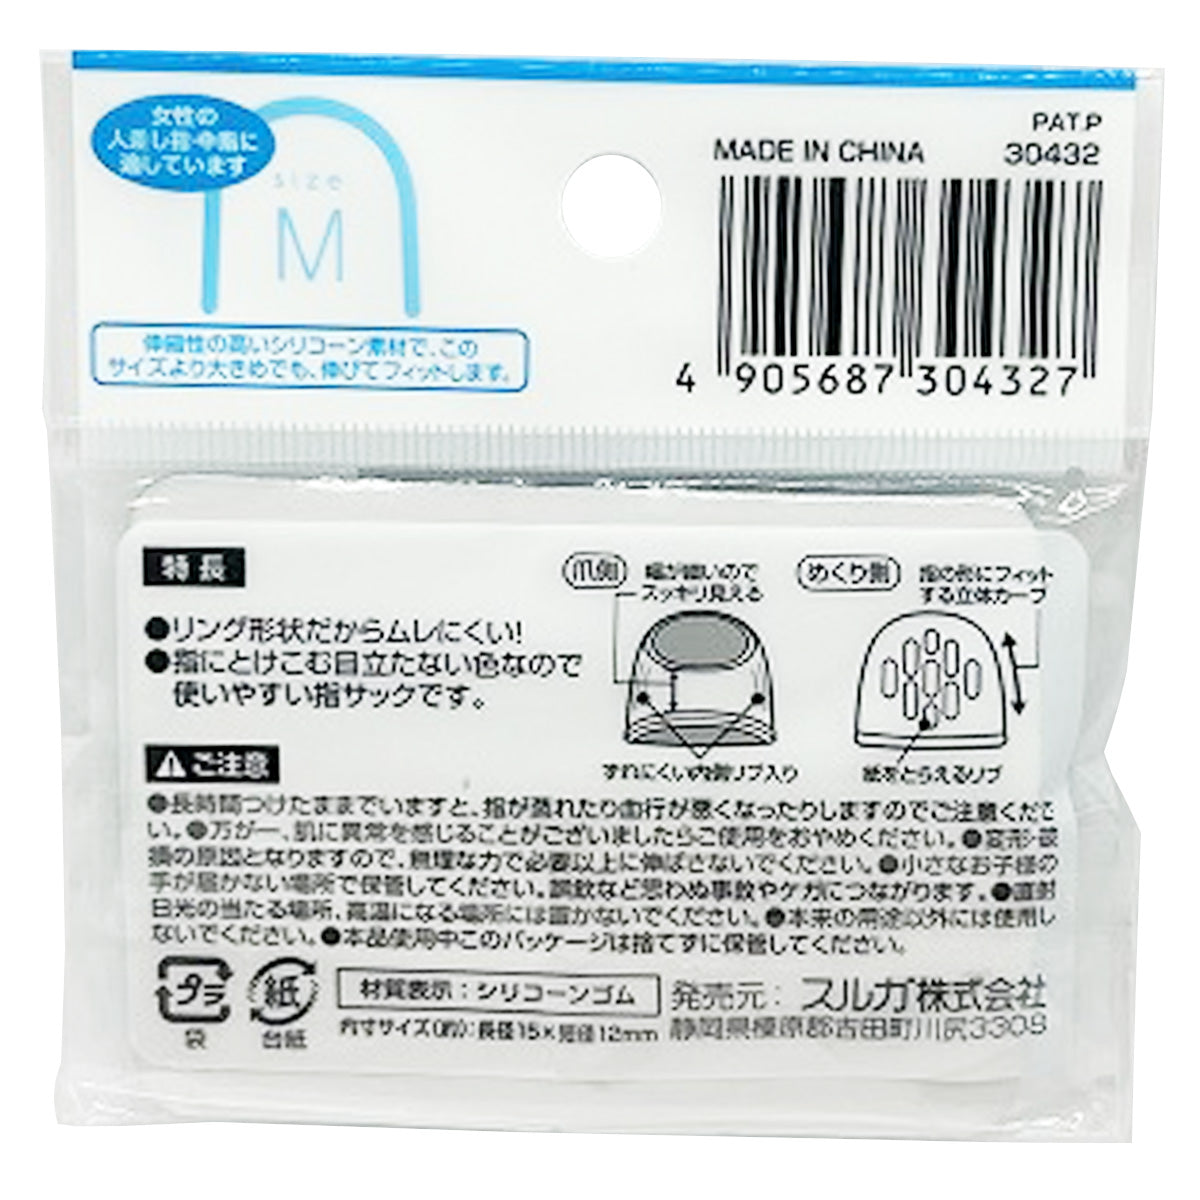 女性の
人差し指・中指に
適しています
size
M
伸縮性の高いシリコーン素材で、この
サイズより大きめでも、伸びてフィットします。
PAT.P
MADE IN CHINA 30432
4 905687 304327
特長
●リング形状だからムレにくい!
●指にとけこむ目立たない色なので
使いやすい指サックです。
爪側
幅が細いので
スッキリ見える
めくり側
指の形にフィット
する立体カーブ
ずれにくい内側リブ入り
紙をとらえるリブ
ご注意
●長時間つけたままでいますと、指が蒸れたり血行が悪くなったりしますのでご注意くださ
い。●万が一、肌に異常を感じることがございましたらご使用をおやめください。●変形・破
損の原因となりますので、無理な力で必要以上に伸ばさないでください。●小さなお子様の
手が届かない場所で保管してください。誤飲など思わぬ事故やケガにつながります。●直射
日光の当たる場所、高温になる場所には置かないでください。●本来の用途以外には使用し
ないでください。●本品使用中このパッケージは捨てずに保管してください。
プラ
袋
紙
台紙
材質表示:シリコーンゴム
内寸サイズ(約):長径15×短径12mm
発売元: スルガ株式会社
静岡県榛原郡吉田町川尻3309